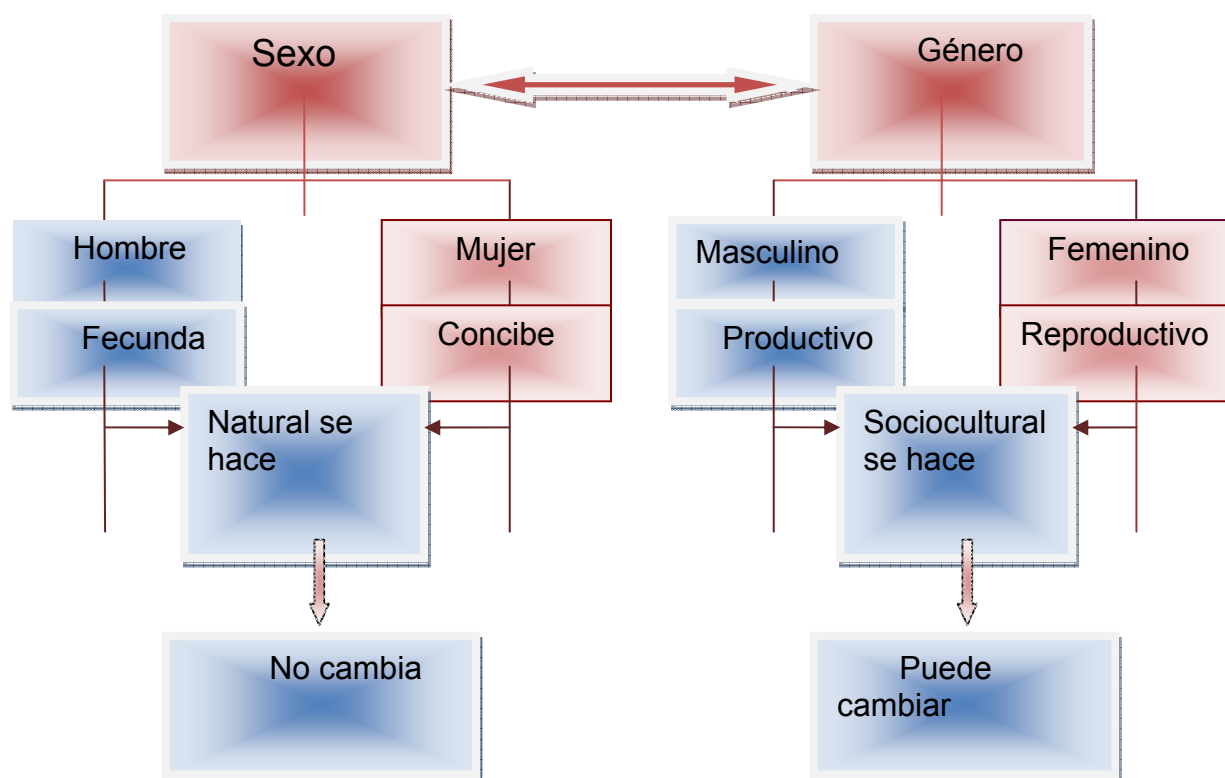 Sexo
Género
Hombre
Mujer
Masculino
Femenino
Fecunda
Concibe
Productivo
Reproductivo
Natural se
hace
Sociocultural
se hace
No cambia
Puede
cambiar